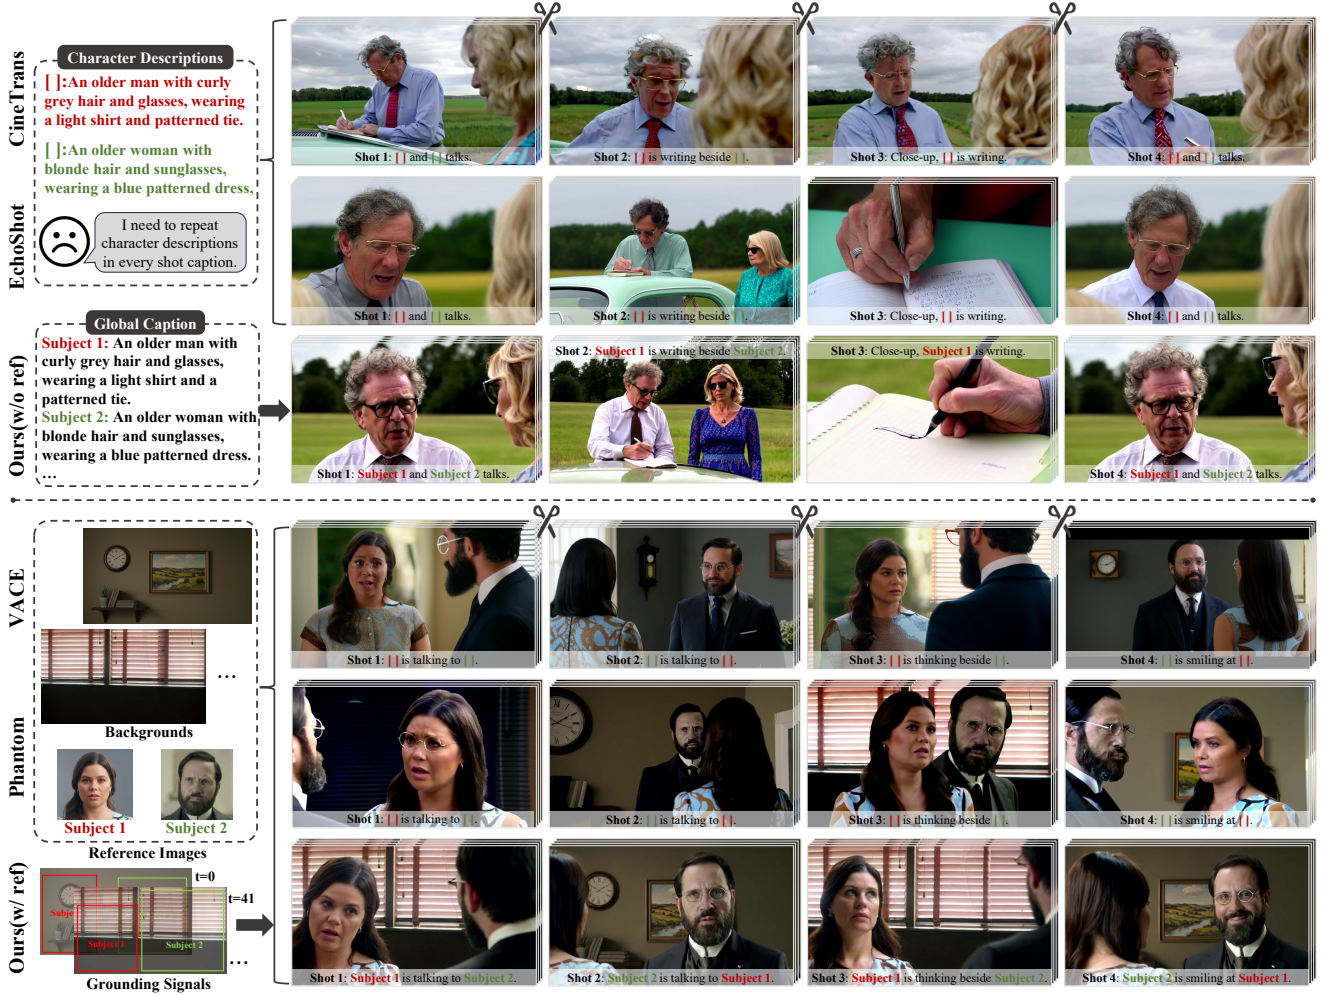 CineTrans
Character Descriptions
[ ]:An older man with curly
grey hair and glasses, wearing
a light shirt and patterned tie.
[ ]:An older woman with
blonde hair and sunglasses,
wearing a blue patterned dress,
I need to repeat
character descriptions
in every shot caption.
Shot 1: [ ] and [ ] talks.
Shot 2: [ ] is writing beside [ ].
Shot 3: Close-up, [ ] is writing.
Shot 4: [ ] and [ ] talks.
EchoShot
Shot 1: [ ] and [ ] talks.
Shot 2: [ ] is writing beside [ ].
Shot 3: Close-up, [ ] is writing.
Shot 4: [ ] and [ ] talks.
Ours(w/o ref)
Global Caption
Subject 1: An older man with
curly grey hair and glasses,
wearing a light shirt and a
patterned tie.
Subject 2: An older woman with
blonde hair and sunglasses,
wearing a blue patterned dress.
...
Shot 1: Subject 1 and Subject 2 talks.
Shot 2: Subject 1 is writing beside Subject 2.
Shot 3: Close-up, Subject 1 is writing.
Shot 4: Subject 1 and Subject 2 talks.
VACE
...
Backgrounds
Subject 1
Subject 2
Reference Images
Shot 1: [ ] is talking to [ ].
Shot 2: [ ] is talking to [ ].
Shot 3: [ ] is thinking beside [ ].
Shot 4: [ ] is smiling at [ ].
Phantom
Shot 1: [ ] is talking to [ ].
Shot 2: [ ] is talking to [ ].
Shot 3: [ ] is thinking beside [ ].
Shot 4: [ ] is smiling at [ ].
Ours(w/ ref)
t=0
t=41
Subje
Subject 1
Subject 2
...
Grounding Signals
Shot 1: Subject 1 is talking to Subject 2.
Shot 2: Subject 2 is talking to Subject 1.
Shot 3: Subject 1 is thinking beside Subject 2.
Shot 4: Subject 2 is smiling at Subject 1.